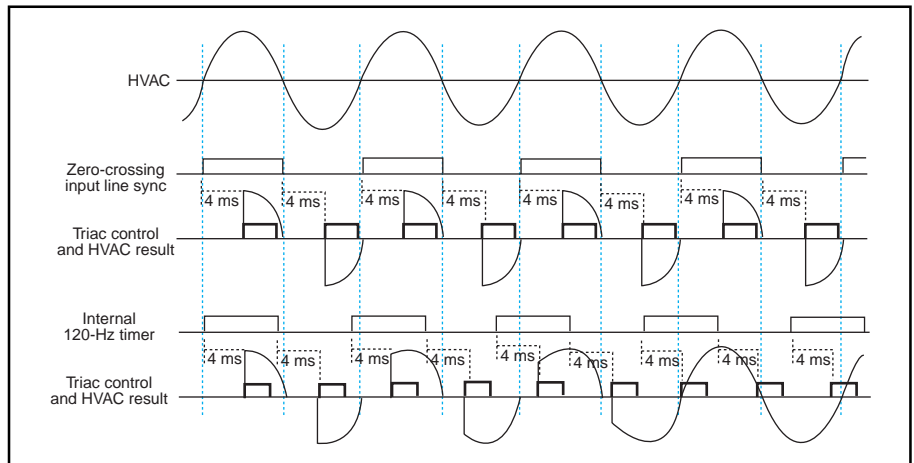 HVAC
Zero-crossing
input line sync
4 ms 4 ms 4 ms 4 ms 4 ms 4 ms 4 ms 4 ms
Triac control
and HVAC result
Internal
120-Hz timer
4 ms 4 ms 4 ms 4 ms 4 ms 4 ms 4 ms 4 ms 4 ms
Triac control
and HVAC result